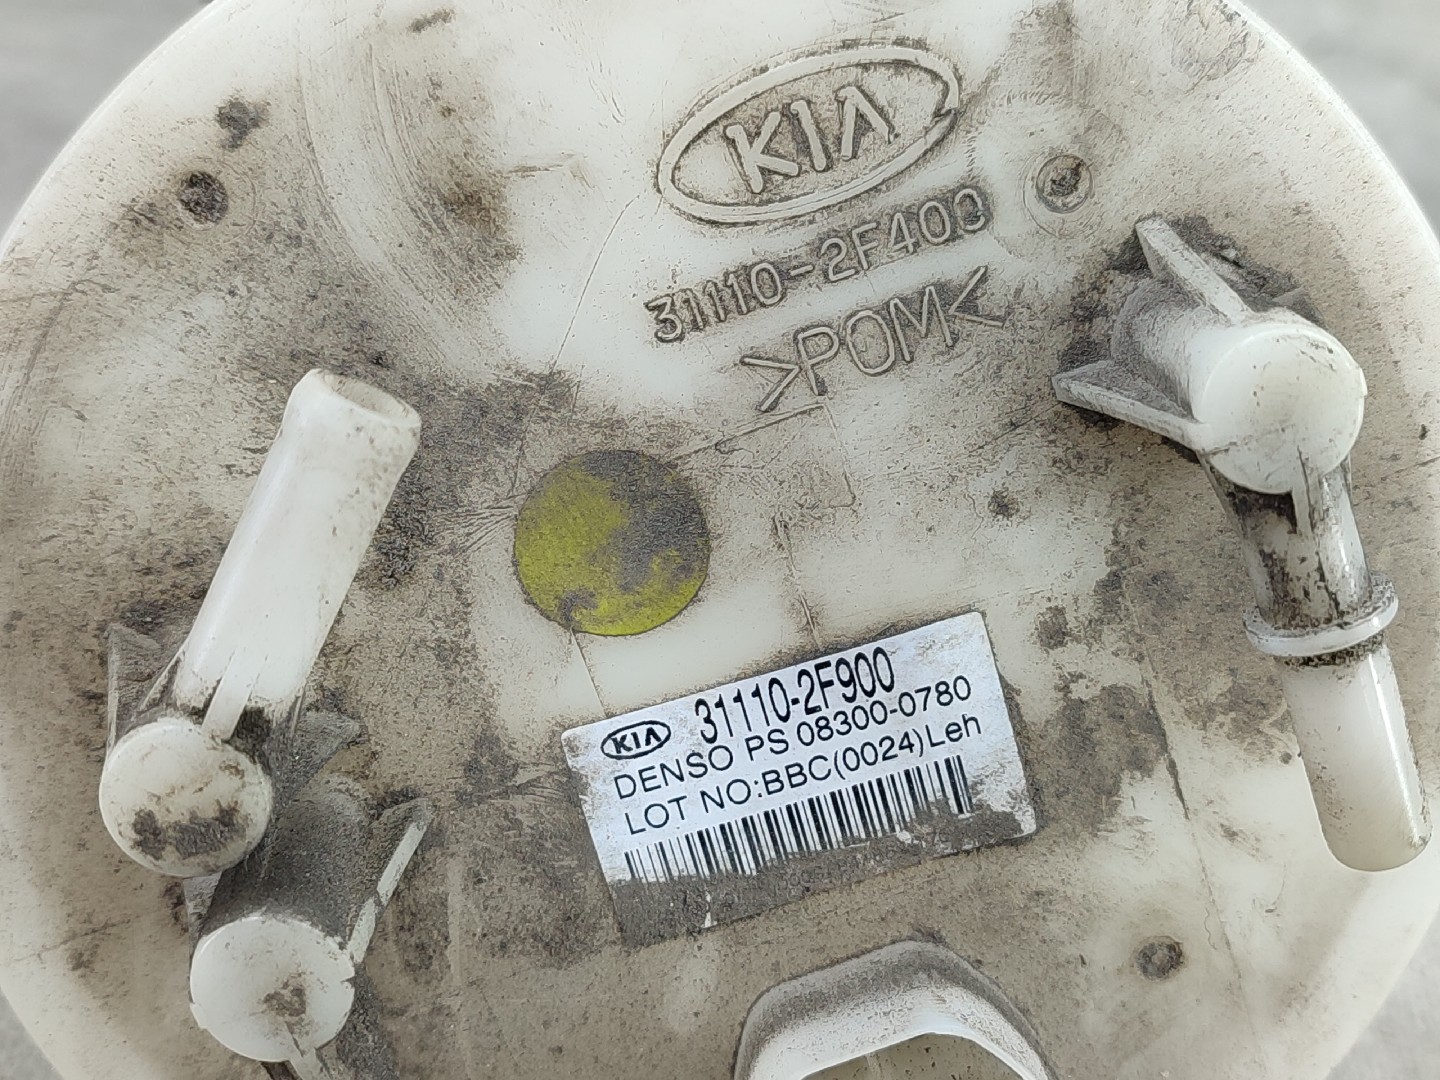 KIA
31110-2F400
>POM<
KIA 31110-2F900
DENSO PS 08300-0780
LOT NO:BBC(0024)Leh